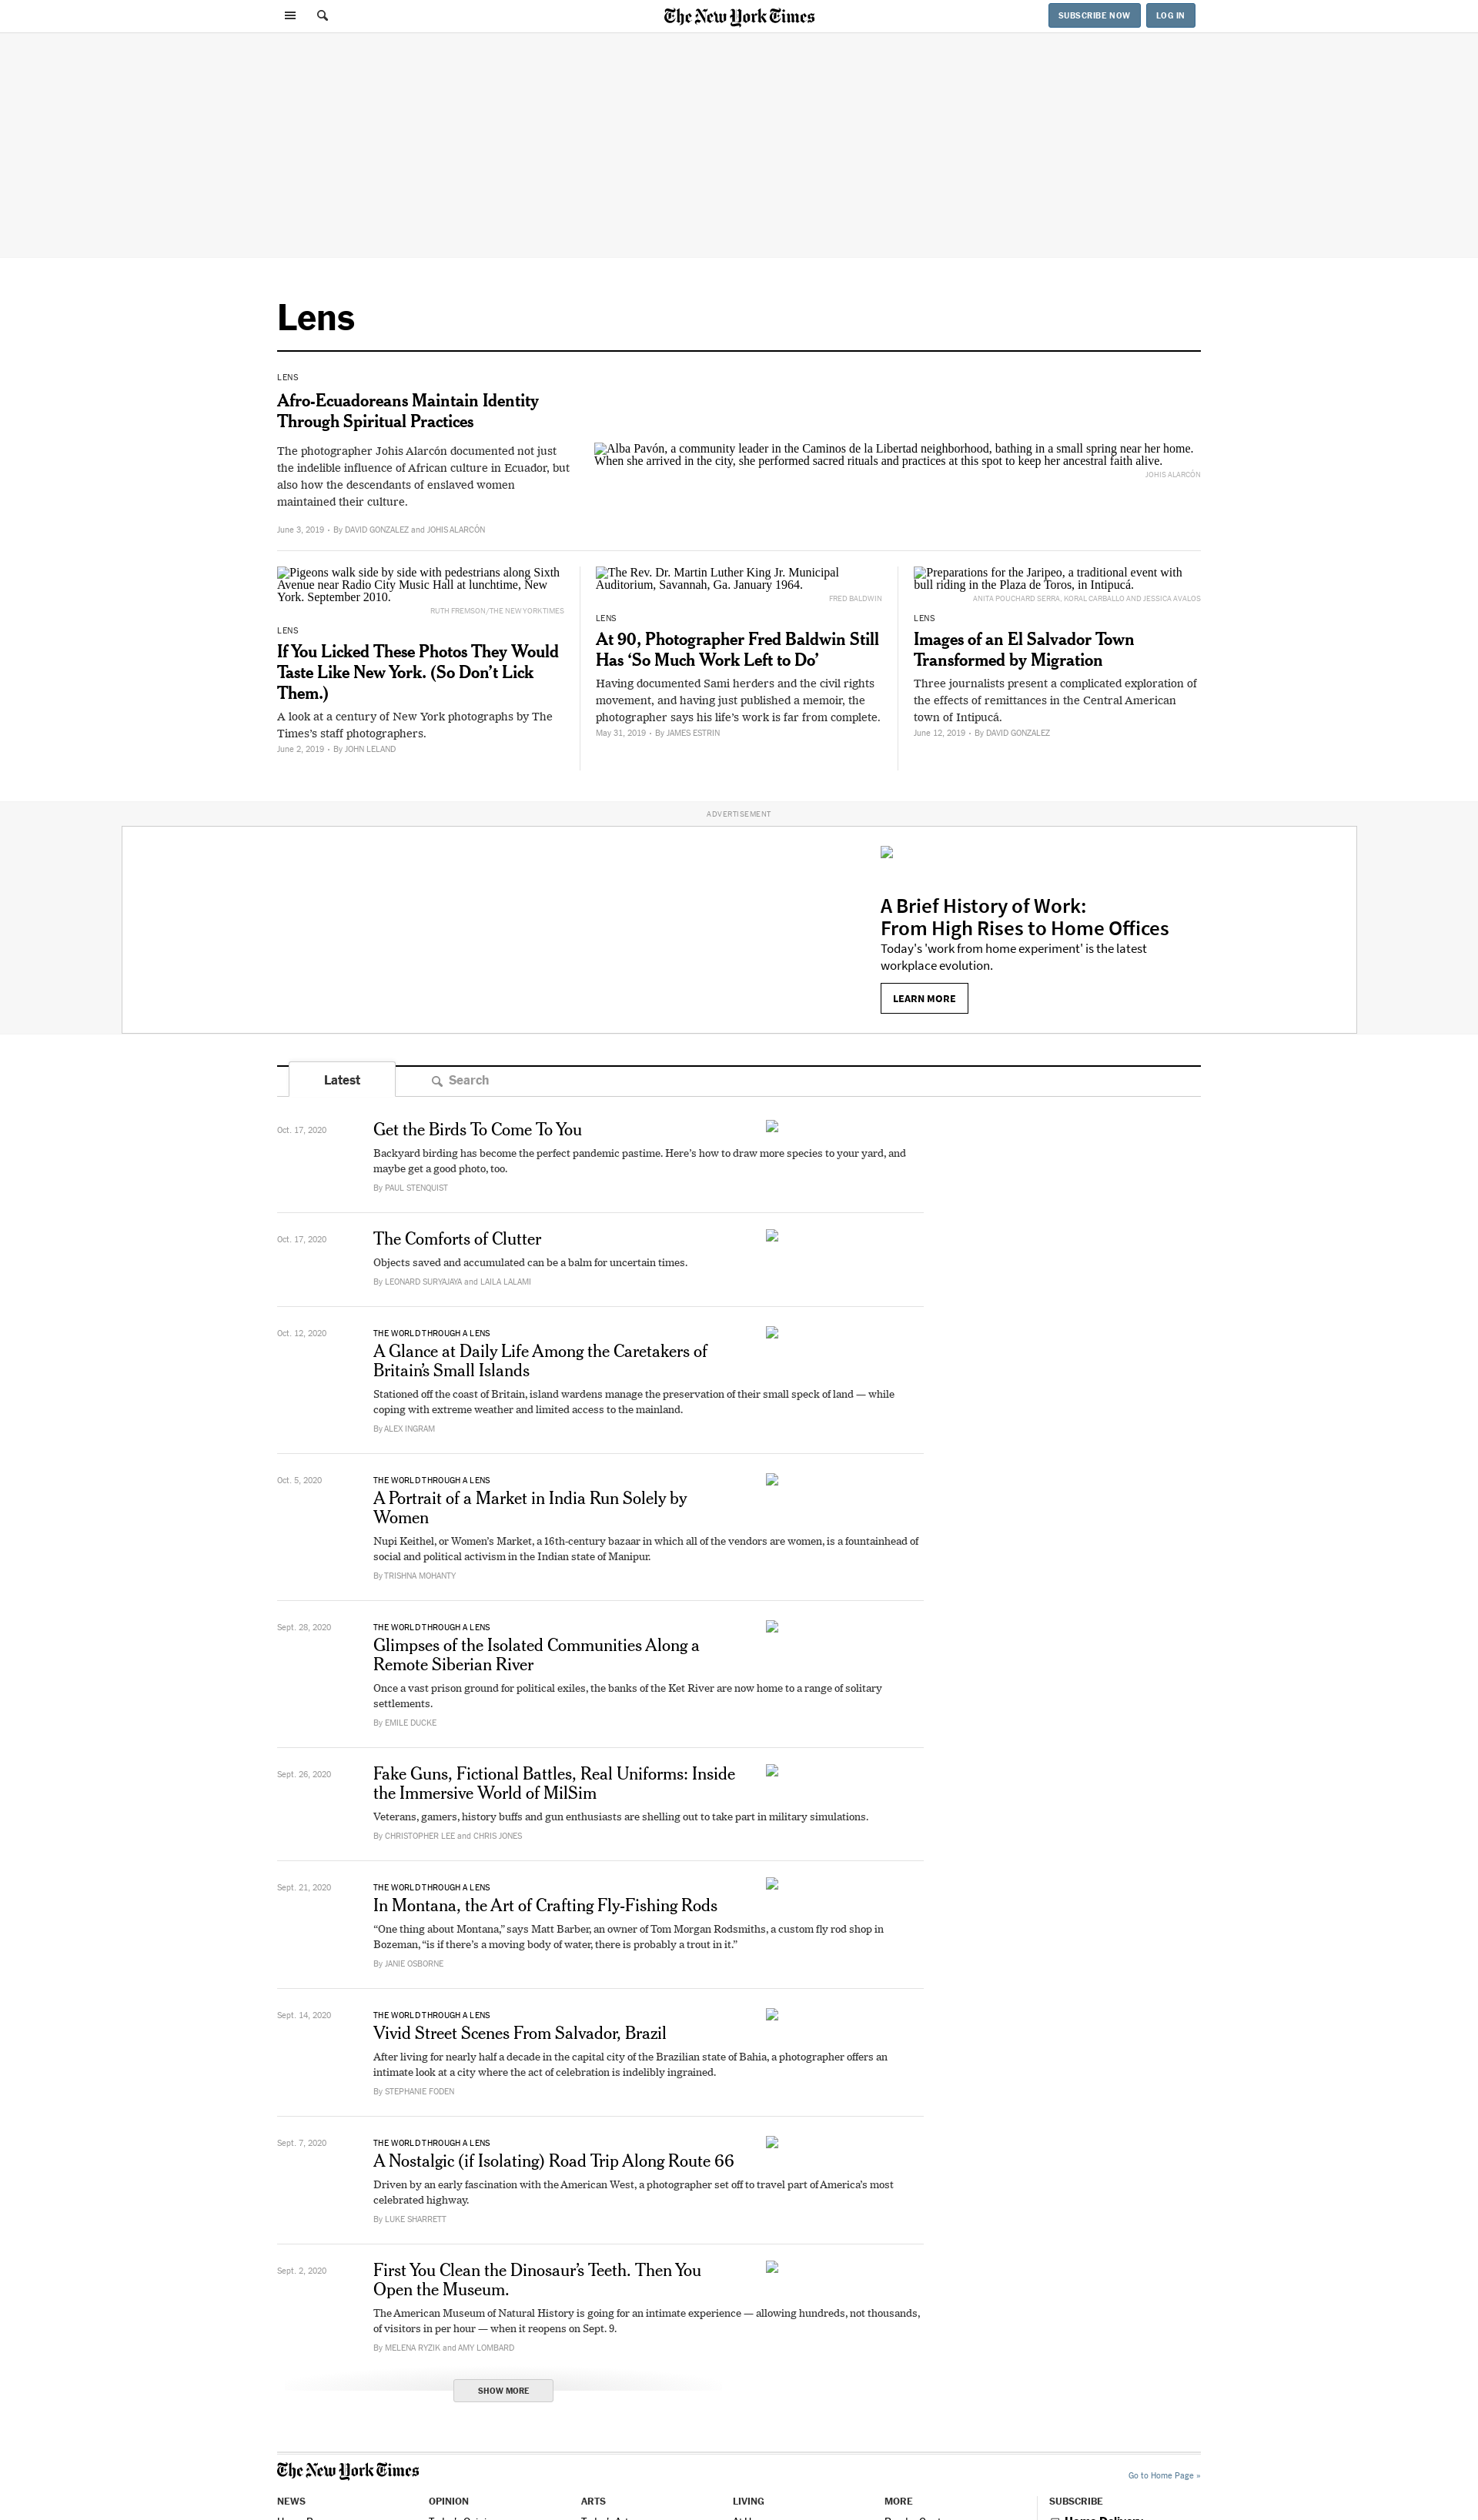 The New York Times
SUBSCRIBE NOW
LOG IN
Lens
LENS
Afro-Ecuadoreans Maintain Identity
Through Spiritual Practices
The photographer Johis Alarcón documented not just
the indelible influence of African culture in Ecuador, but
also how the descendants of enslaved women
maintained their culture.
June 3, 2019 • By DAVID GONZALEZ and JOHIS ALARCÓN
Alba Pavón, a community leader in the Caminos de la Libertad neighborhood, bathing in a small spring near her home.
When she arrived in the city, she performed sacred rituals and practices at this spot to keep her ancestral faith alive.
JOHIS ALARCÓN
Pigeons walk side by side with pedestrians along Sixth
Avenue near Radio City Music Hall at lunchtime, New
York. September 2010.
RUTH FREMSON/THE NEW YORK TIMES
LENS
If You Licked These Photos They Would
Taste Like New York. (So Don’t Lick
Them.)
A look at a century of New York photographs by The
Times’s staff photographers.
June 2, 2019 • By JOHN LELAND
The Rev. Dr. Martin Luther King Jr. Municipal
Auditorium, Savannah, Ga. January 1964.
FRED BALDWIN
LENS
At 90, Photographer Fred Baldwin Still
Has ‘So Much Work Left to Do’
Having documented Sami herders and the civil rights
movement, and having just published a memoir, the
photographer says his life’s work is far from complete.
May 31, 2019 • By JAMES ESTRIN
Preparations for the Jaripeo, a traditional event with
bull riding in the Plaza de Toros, in Intipucá.
ANITA POUCHARD SERRA, KORAL CARBALLO AND JESSICA AVALOS
LENS
Images of an El Salvador Town
Transformed by Migration
Three journalists present a complicated exploration of
the effects of remittances in the Central American
town of Intipucá.
June 12, 2019 • By DAVID GONZALEZ
ADVERTISEMENT
A Brief History of Work:
From High Rises to Home Offices
Today's 'work from home experiment' is the latest
workplace evolution.
LEARN MORE
Latest
Search
Oct. 17, 2020
Get the Birds To Come To You
Backyard birding has become the perfect pandemic pastime. Here’s how to draw more species to your yard, and
maybe get a good photo, too.
By PAUL STENQUIST
Oct. 17, 2020
The Comforts of Clutter
Objects saved and accumulated can be a balm for uncertain times.
By LEONARD SURYAJAYA and LAILA LALAMI
Oct. 12, 2020
THE WORLD THROUGH A LENS
A Glance at Daily Life Among the Caretakers of
Britain’s Small Islands
Stationed off the coast of Britain, island wardens manage the preservation of their small speck of land — while
coping with extreme weather and limited access to the mainland.
By ALEX INGRAM
Oct. 5, 2020
THE WORLD THROUGH A LENS
A Portrait of a Market in India Run Solely by
Women
Nupi Keithel, or Women’s Market, a 16th-century bazaar in which all of the vendors are women, is a fountainhead of
social and political activism in the Indian state of Manipur.
By TRISHNA MOHANTY
Sept. 28, 2020
THE WORLD THROUGH A LENS
Glimpses of the Isolated Communities Along a
Remote Siberian River
Once a vast prison ground for political exiles, the banks of the Ket River are now home to a range of solitary
settlements.
By EMILE DUCKE
Sept. 26, 2020
Fake Guns, Fictional Battles, Real Uniforms: Inside
the Immersive World of MilSim
Veterans, gamers, history buffs and gun enthusiasts are shelling out to take part in military simulations.
By CHRISTOPHER LEE and CHRIS JONES
Sept. 21, 2020
THE WORLD THROUGH A LENS
In Montana, the Art of Crafting Fly-Fishing Rods
“One thing about Montana,” says Matt Barber, an owner of Tom Morgan Rodsmiths, a custom fly rod shop in
Bozeman, “is if there’s a moving body of water, there is probably a trout in it.”
By JANIE OSBORNE
Sept. 14, 2020
THE WORLD THROUGH A LENS
Vivid Street Scenes From Salvador, Brazil
After living for nearly half a decade in the capital city of the Brazilian state of Bahia, a photographer offers an
intimate look at a city where the act of celebration is indelibly ingrained.
By STEPHANIE FODEN
Sept. 7, 2020
THE WORLD THROUGH A LENS
A Nostalgic (if Isolating) Road Trip Along Route 66
Driven by an early fascination with the American West, a photographer set off to travel part of America’s most
celebrated highway.
By LUKE SHARRETT
Sept. 2, 2020
First You Clean the Dinosaur’s Teeth. Then You
Open the Museum.
The American Museum of Natural History is going for an intimate experience — allowing hundreds, not thousands,
of visitors in per hour — when it reopens on Sept. 9.
By MELENA RYZIK and AMY LOMBARD
SHOW MORE
The New York Times
Go to Home Page »
NEWS
OPINION
ARTS
LIVING
MORE
SUBSCRIBE
Home Delivery